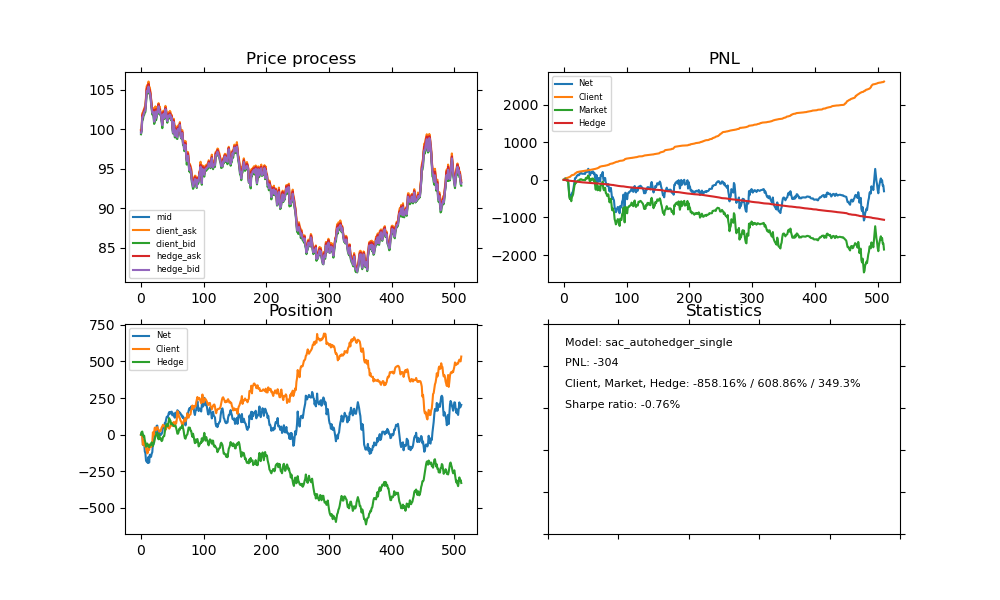 Price process
105
100
95
90
85
mid
client_ask
client_bid
hedge_ask
hedge_bid
0 100 200 300 400 500
PNL
2000
1000
0
−1000
−2000
Net
Client
Market
Hedge
0 100 200 300 400 500
Position
750
500
250
0
−250
−500
Net
Client
Hedge
0 100 200 300 400 500
Statistics
Model: sac_autohedger_single
PNL: -304
Client, Market, Hedge: -858.16% / 608.86% / 349.3%
Sharpe ratio: -0.76%